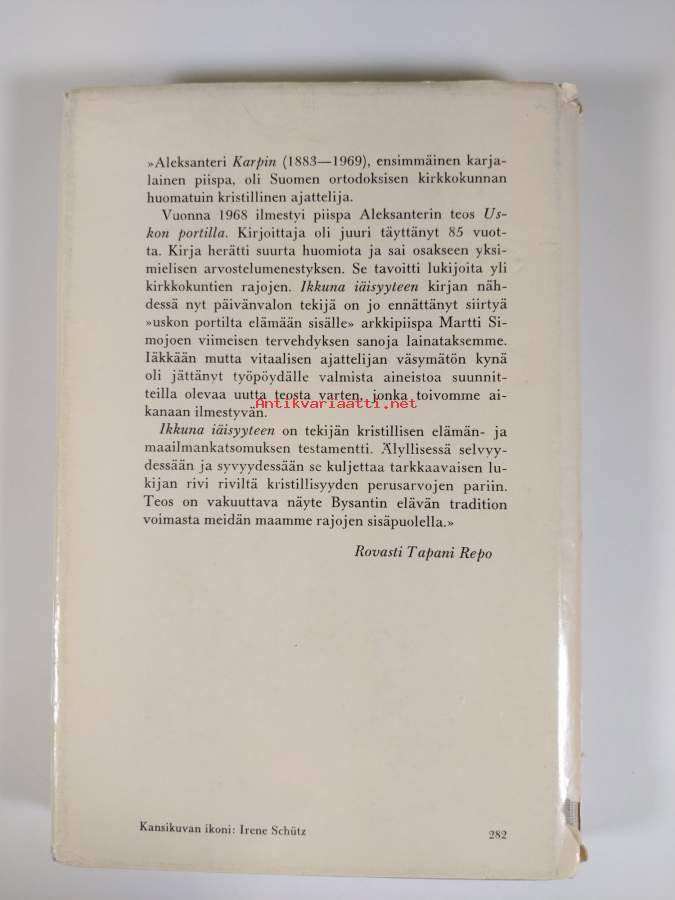 »Aleksanteri Karpin (1883—1969), ensimmäinen karja-
lainen piispa, oli Suomen ortodoksisen kirkkokunnan
huomatuin kristillinen ajattelija.
Vuonna 1968 ilmestyi piispa Aleksanterin teos Us-
kon portilla. Kirjoittaja oli juuri täyttänyt 85 vuot-
ta. Kirja herätti suurta huomiota ja sai osakseen yksi-
mielisen arvostelumenestyksen. Se tavoitti lukijoita yli
kirkkokuntien rajojen. Ikkuna iäisyyteen kirjan näh-
dessä nyt päivänvalon tekijä on jo ennättänyt siirtyä
»uskon portilta elämään sisälle» arkkipiispa Martti Si-
mojoen viimeisen tervehdyksen sanoja lainataksemme.
Iäkkään mutta vitaalisen ajattelijan väsymätön kynä
oli jättänyt työpöydälle valmista aineistoa suunnit-
teilla olevaa uutta teosta varten, jonka toivomme ai-
Antikvariaatti.net
kanaan ilmestyvän.
Ikkuna iäisyyteen on tekijän kristillisen elämän- ja
maailmankatsomuksen testamentti. Älyllisessä selvyy-
dessään ja syvyydessään se kuljettaa tarkkaavaisen lu-
kijan rivi riviltä kristillisyyden perusarvojen pariin.
Teos on vakuuttava näyte Bysantin elävän tradition
voimasta meidän maamme rajojen sisäpuolella.»
Rovasti Tapani Repo
Kansikuvan ikoni: Irene Schütz
282